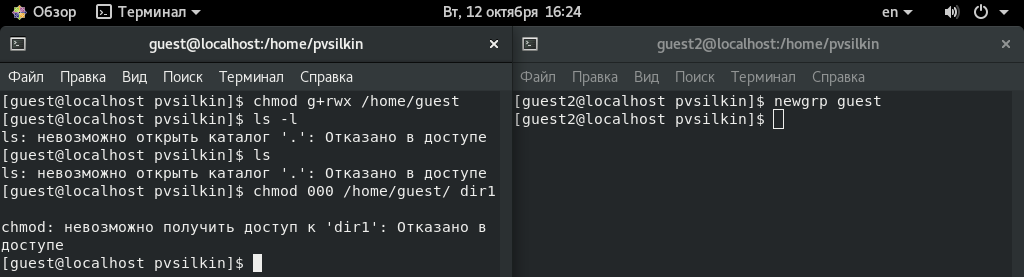 Обзор Терминал Вт, 12 октября 16:24 en
guest@localhost:/home/pvsilkin
Файл Правка Вид Поиск Терминал Справка
[guest@localhost pvsilkin]$ chmod g+rwx /home/guest
[guest@localhost pvsilkin]$ ls -l
ls: невозможно открыть каталог '.': Отказано в доступе
[guest@localhost pvsilkin]$ ls
ls: невозможно открыть каталог '.': Отказано в доступе
[guest@localhost pvsilkin]$ chmod 000 /home/guest/ dir1
chmod: невозможно получить доступ к 'dir1': Отказано в
доступе
[guest@localhost pvsilkin]$
guest2@localhost:/home/pvsilkin
Файл Правка Вид Поиск Терминал Справка
[guest2@localhost pvsilkin]$ newgrp guest
[guest2@localhost pvsilkin]$